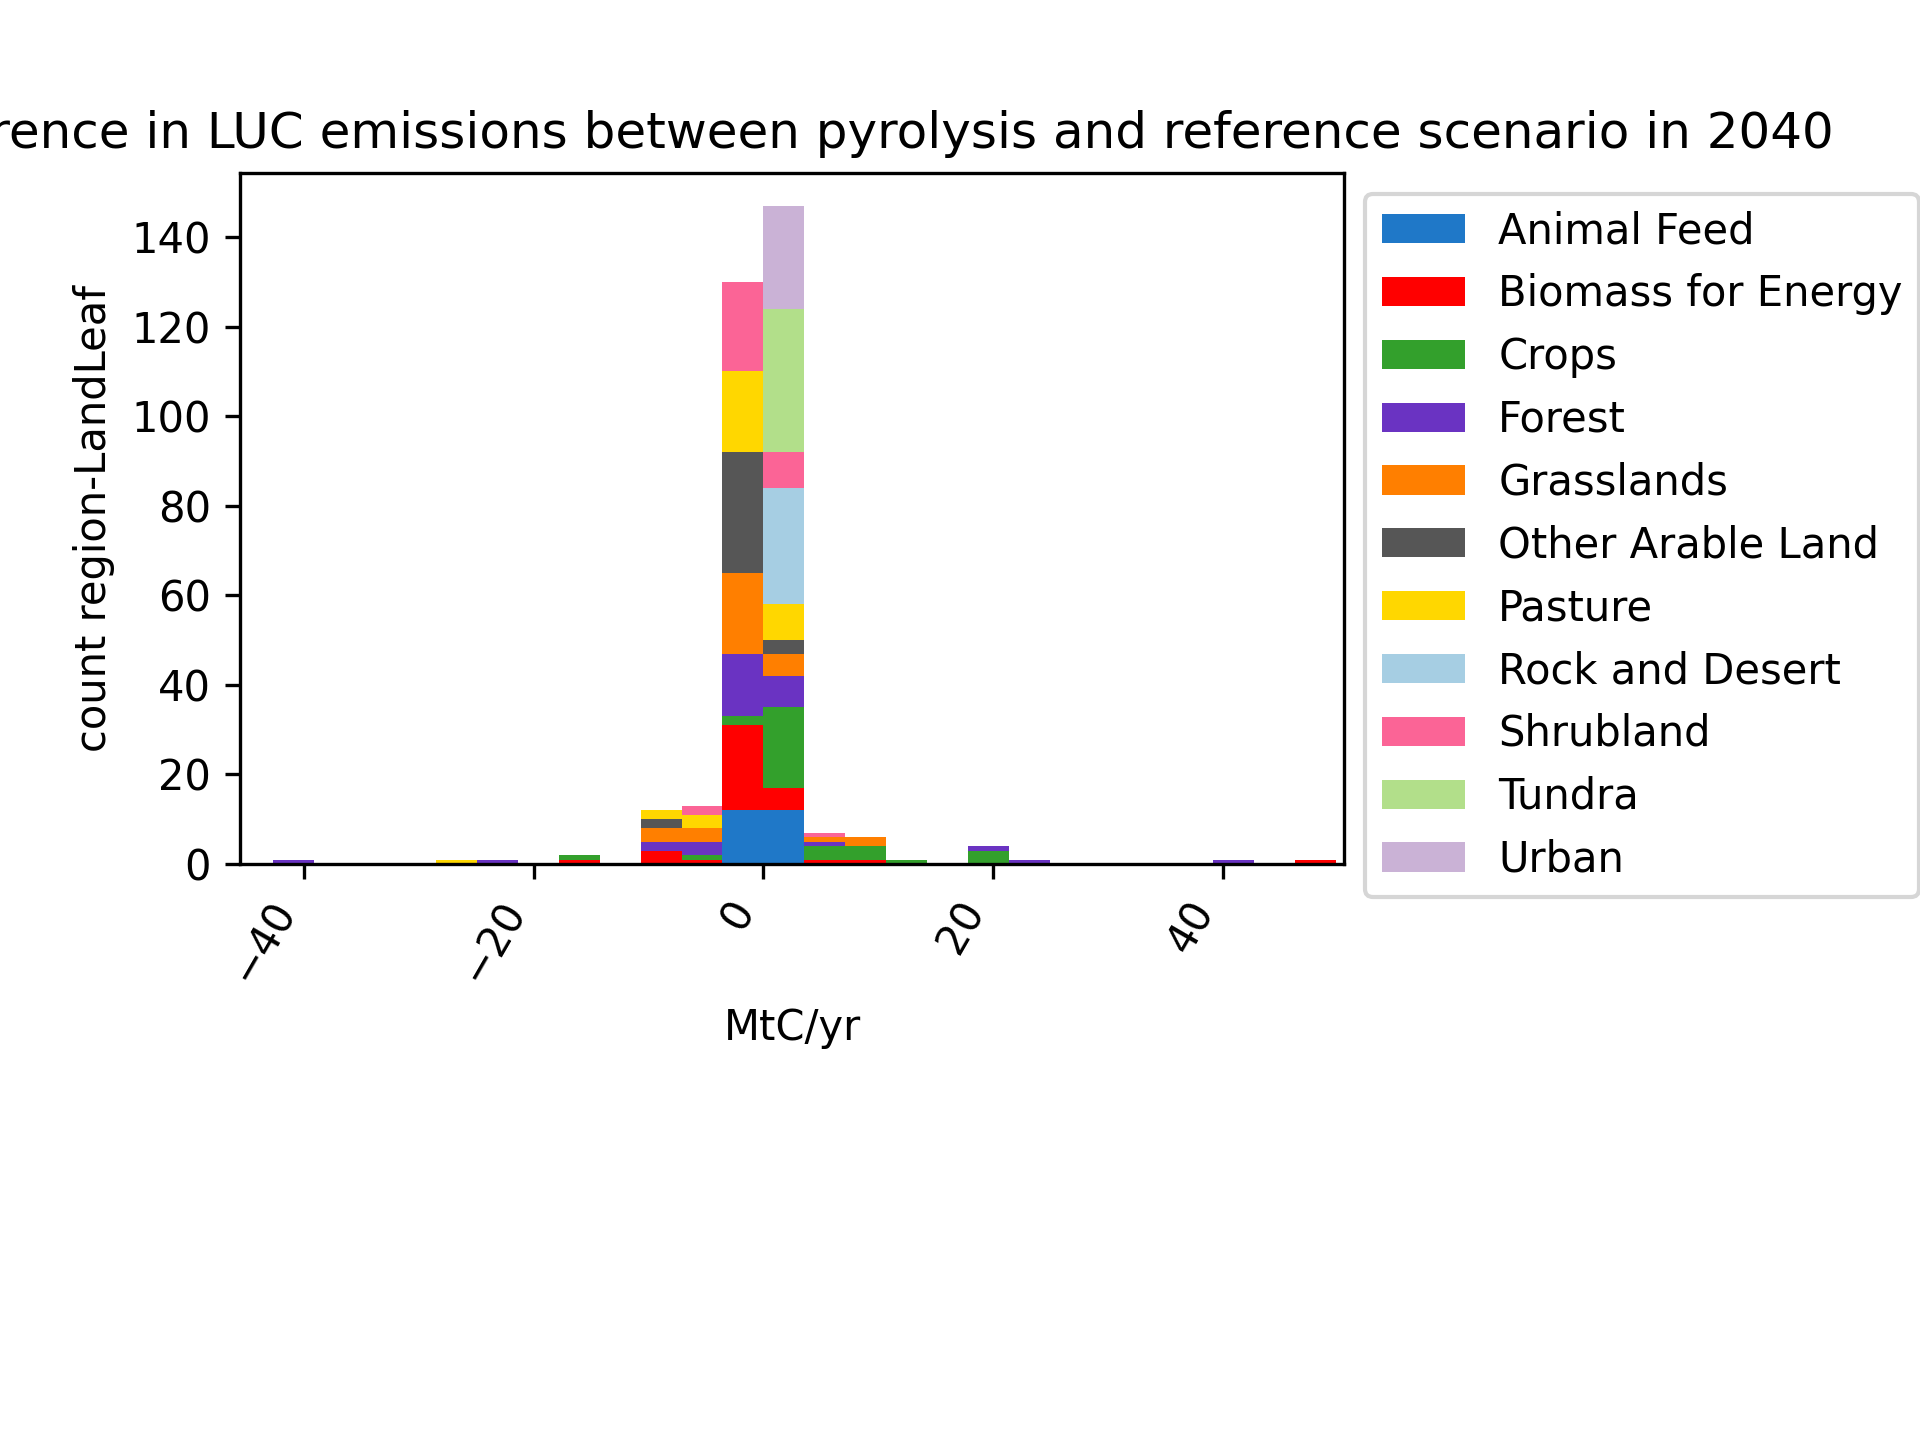 rence in LUC emissions between pyrolysis and reference scenario in 2040
count region-LandLeaf
140
120
100
80
60
40
20
0
−40
−20
0
20
40
MtC/yr
Animal Feed
Biomass for Energy
Crops
Forest
Grasslands
Other Arable Land
Pasture
Rock and Desert
Shrubland
Tundra
Urban